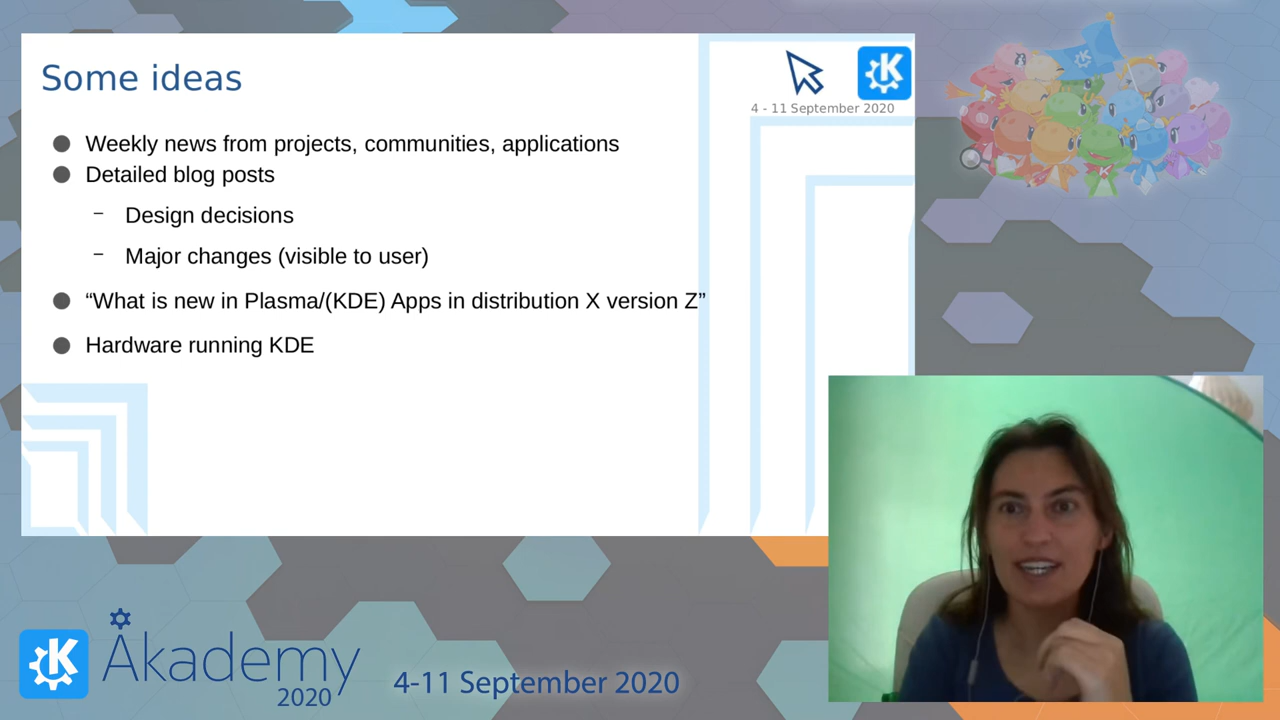 Some ideas
4 - 11 September 2020
Weekly news from projects, communities, applications
Detailed blog posts
– Design decisions
– Major changes (visible to user)
“What is new in Plasma/(KDE) Apps in distribution X version Z”
Hardware running KDE
Akademy
2020
4-11 September 2020